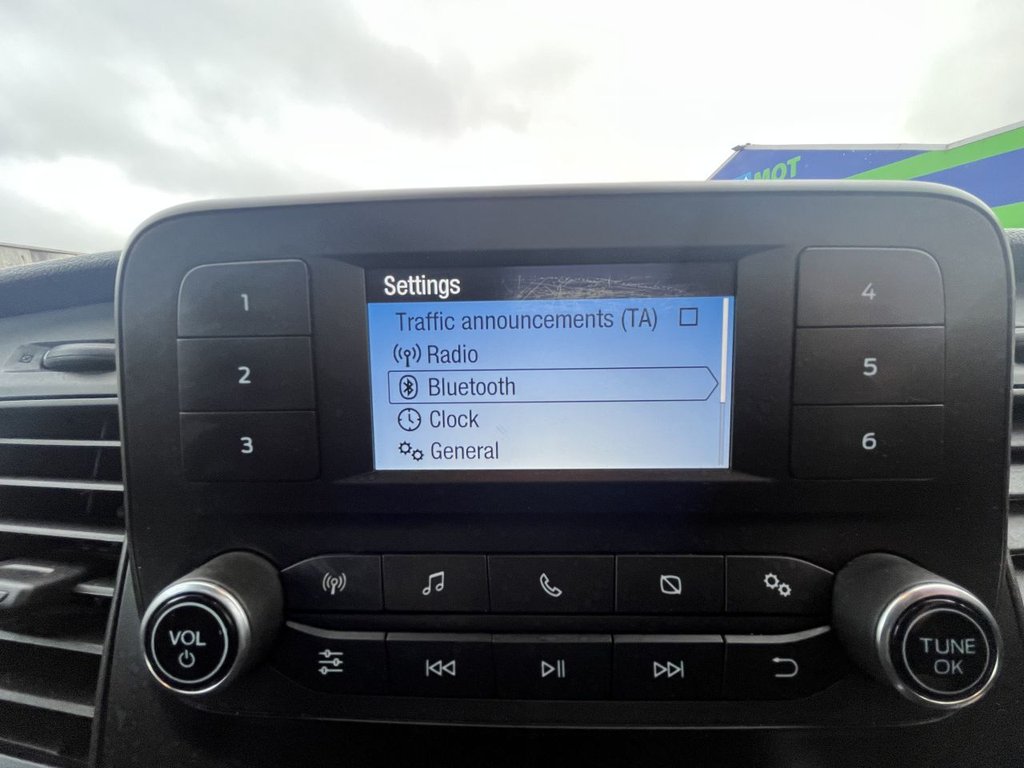 MOT
Settings
Traffic announcements (TA)
Radio
Bluetooth
Clock
General
1
2
3
4
5
6
VOL
TUNE
OK